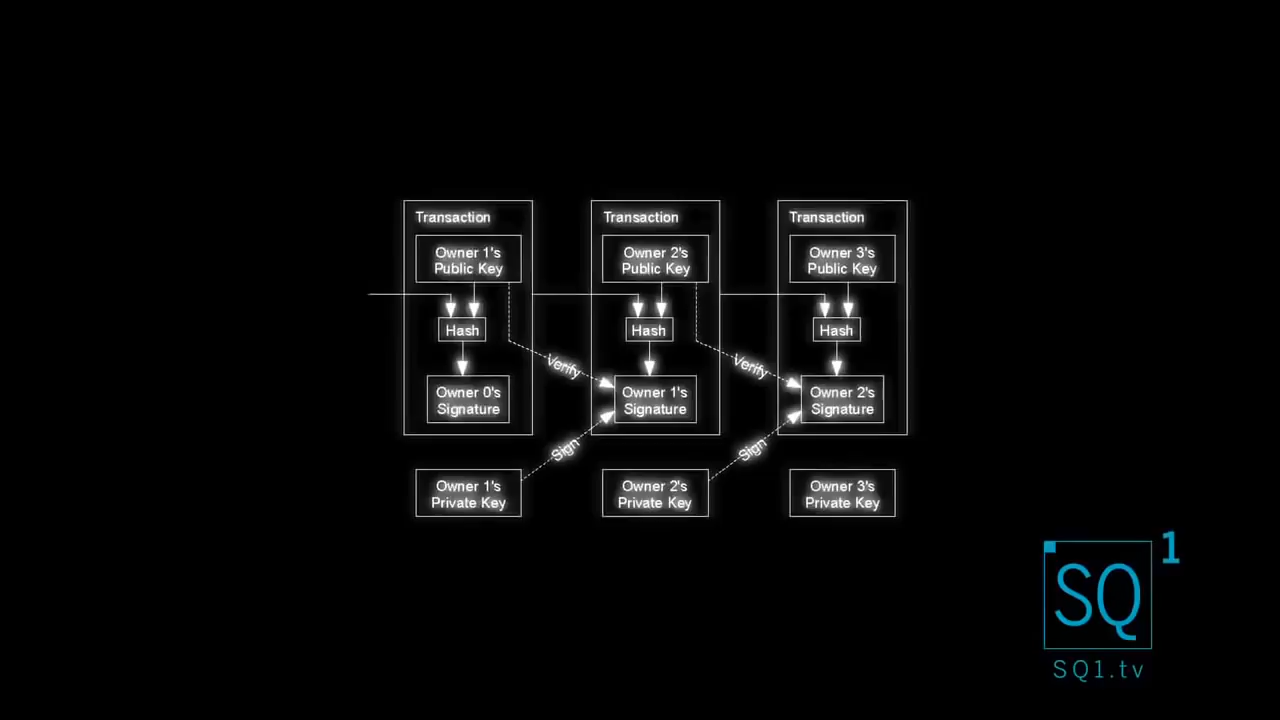 Transaction
Owner 1's
Public Key
Hash
Owner 0's
Signature
Owner 1's
Private Key
Verify
Sign
Transaction
Owner 2's
Public Key
Hash
Owner 1's
Signature
Owner 2's
Private Key
Verify
Sign
Transaction
Owner 3's
Public Key
Hash
Owner 2's
Signature
Owner 3's
Private Key
SQ1
SQ1.tv